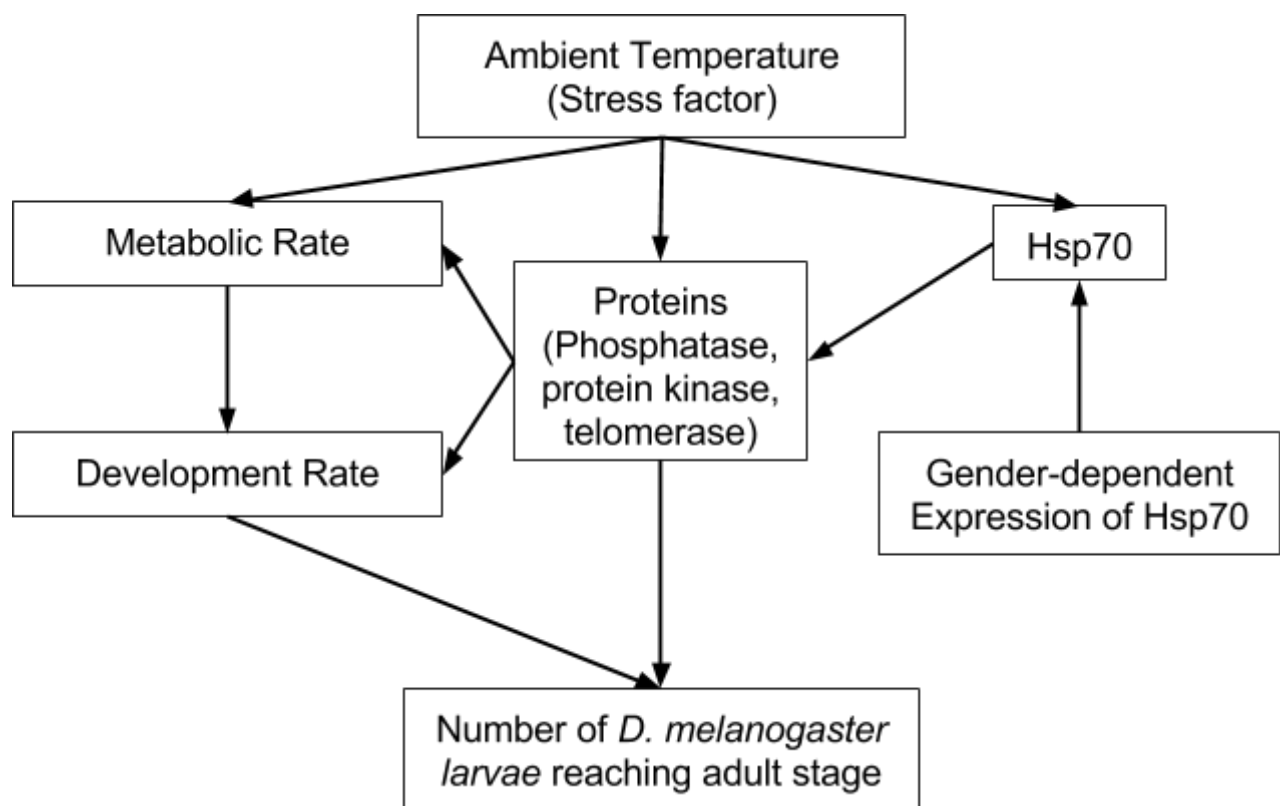 Ambient Temperature
(Stress factor)
Metabolic Rate
Hsp70
Proteins
(Phosphatase,
protein kinase,
telomerase)
Development Rate
Gender-dependent
Expression of Hsp70
Number of D. melanogaster
larvae reaching adult stage